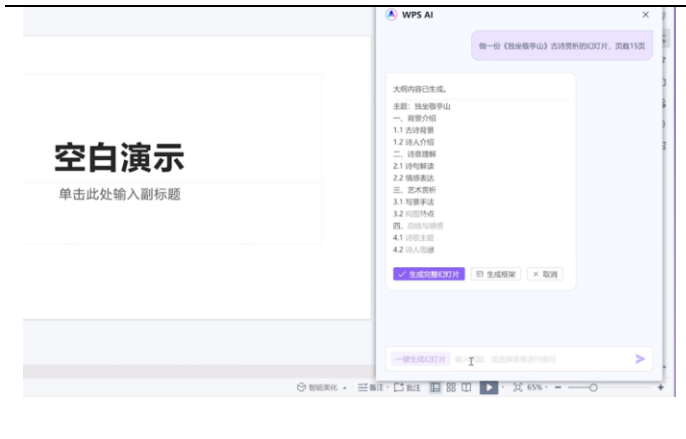 WPS AI
做一份《独坐敬亭山》古诗赏析的幻灯片，页数15页
大纲内容已生成。
主题：独坐敬亭山
一、背景介绍
1.1 古诗背景
1.2 诗人介绍
二、诗意理解
2.1 诗句解读
2.2 情感表达
三、艺术赏析
3.1 写景手法
3.2 构图特点
四、总结与感悟
4.1 诗歌主题
4.2 诗人思想
生成完整幻灯片 生成框架 取消
空白演示
单击此处输入副标题
一键生成幻灯片
智能美化 备注 批注 65%